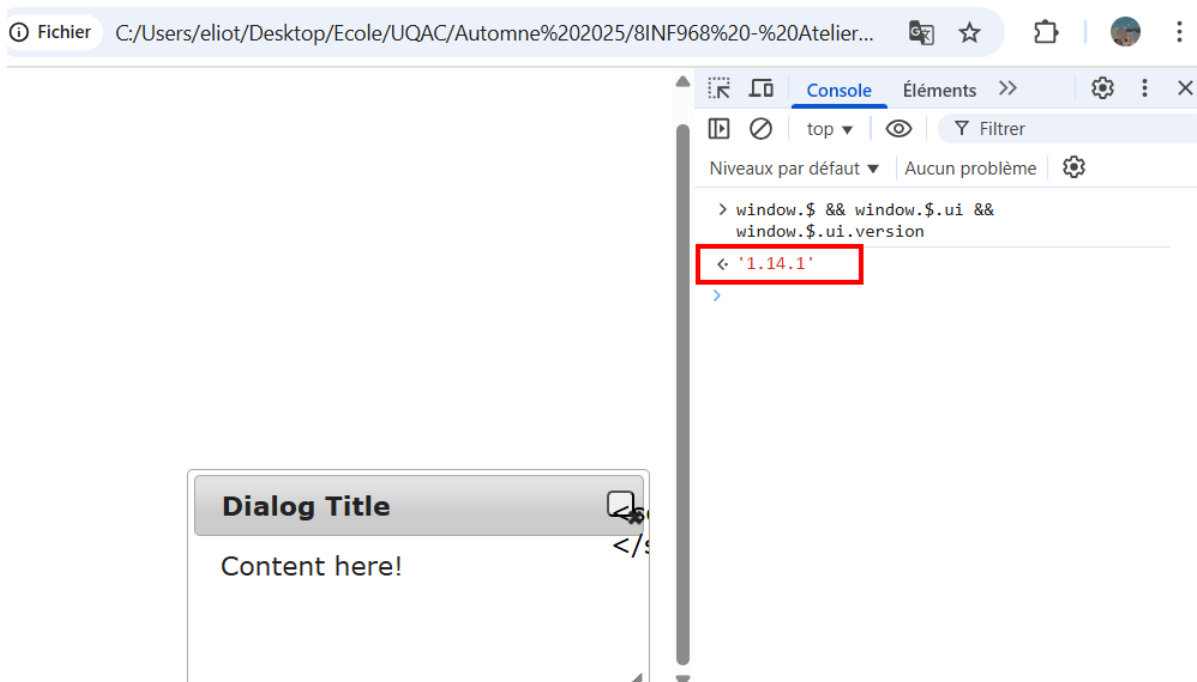 Fichier C:/Users/eliot/Desktop/Ecole/UQAC/Automne%202025/8INF968%20-%20Atelier...
Console Éléments
top Filtrer
Niveaux par défaut Aucun problème
window.$ && window.$.ui &&
window.$.ui.version
'1.14.1'
Dialog Title
</s
Content here!